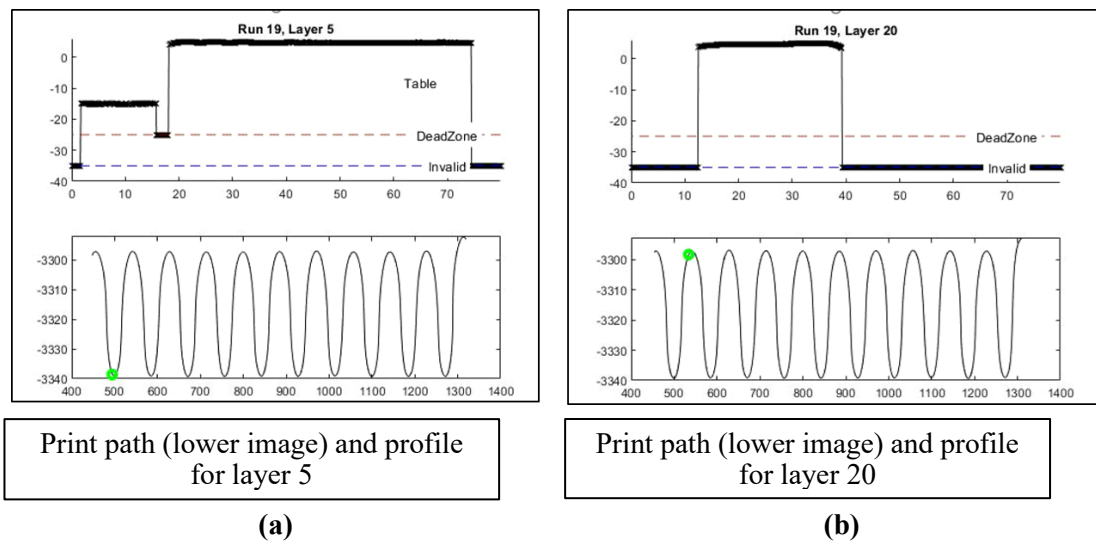 Run 19, Layer 5
0
-10
-20
-30
-40
Table
DeadZone
Invalid
0 10 20 30 40 50 60 70
-3300
-3310
-3320
-3330
-3340
400 500 600 700 800 900 1000 1100 1200 1300 1400
Print path (lower image) and profile
for layer 5
(a)
Run 19, Layer 20
0
-10
-20
-30
-40
DeadZone
Invalid
0 10 20 30 40 50 60 70
-3300
-3310
-3320
-3330
-3340
400 500 600 700 800 900 1000 1100 1200 1300 1400
Print path (lower image) and profile
for layer 20
(b)